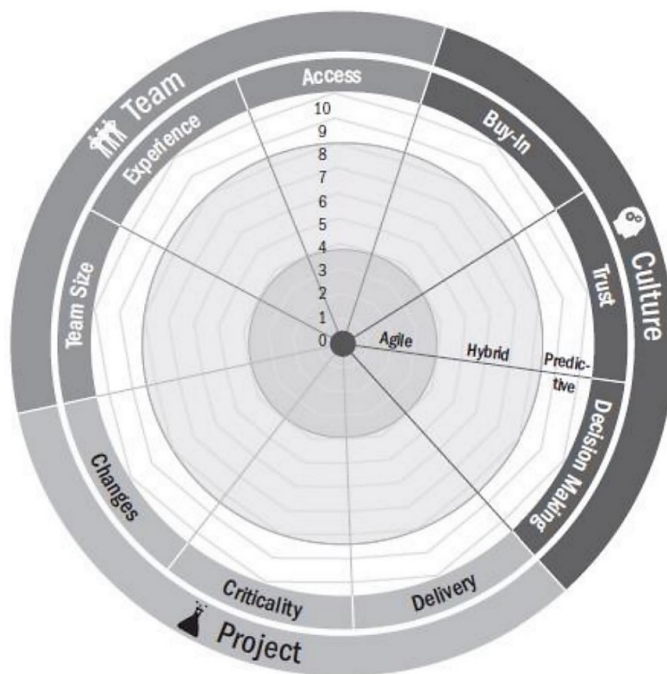 Team
Access
Experience
Team Size
Culture
Buy-In
Trust
Decision Making
10
9
8
7
6
5
4
3
2
1
0
Agile
Hybrid
Predic-
tive
Changes
Criticality
Delivery
Project